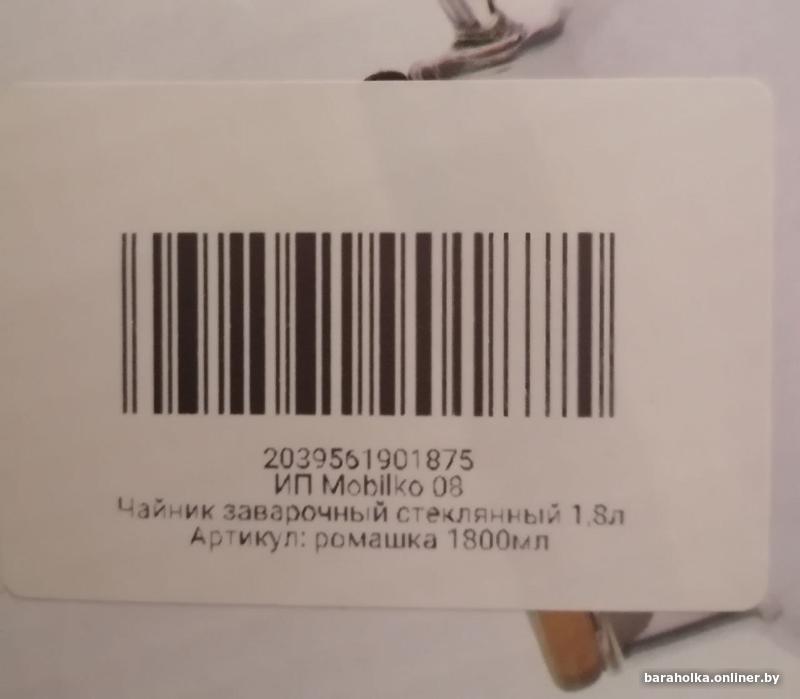 2039561901875
ИП Mobilko 08
Чайник заварочный стеклянный 1,8л
Артикул: ромашка 1800мл
baraholka.onliner.by